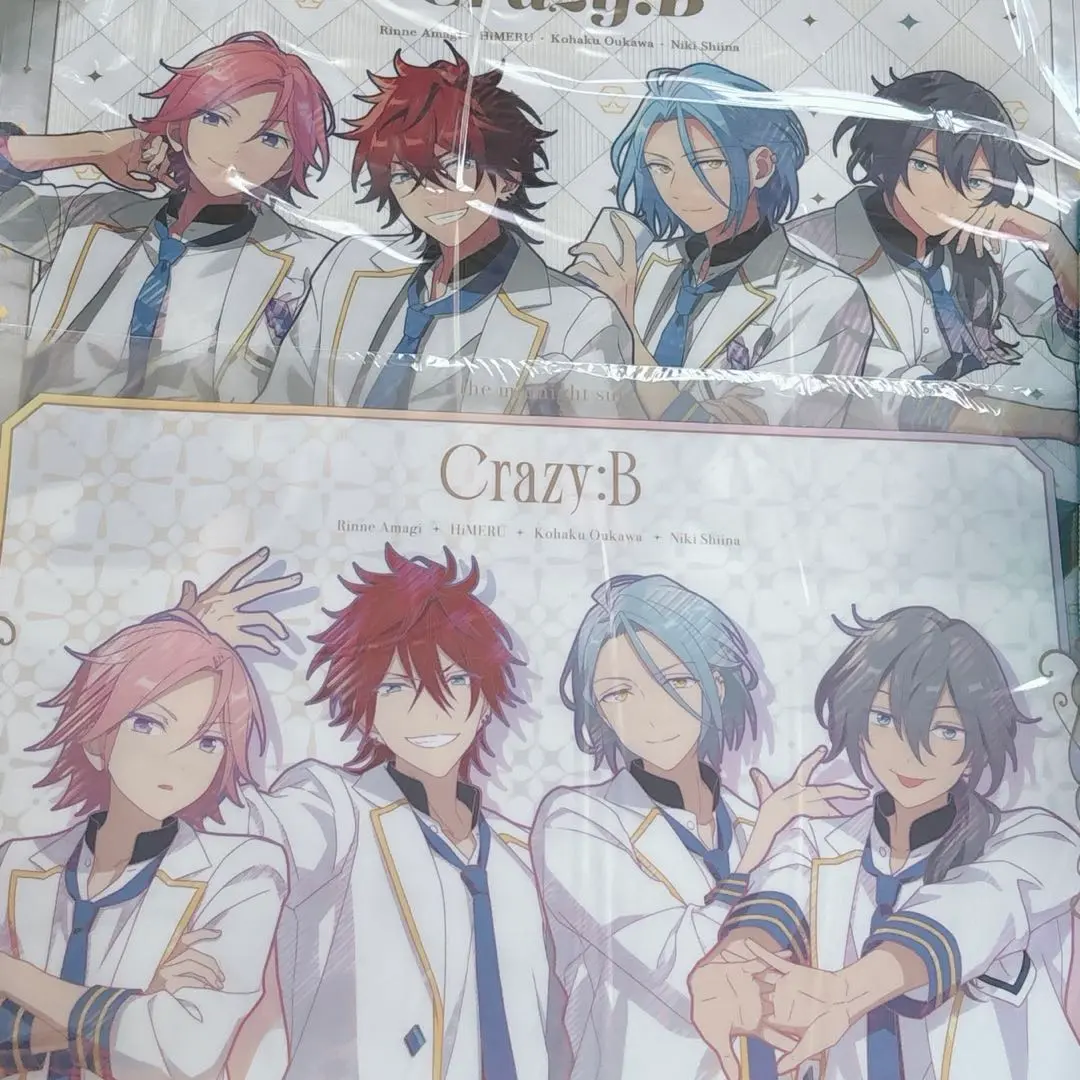 Crazy:B
Rinne Amagi · HiMERU · Kohaku Oukawa · Niki Shiina
Crazy:B
Rinne Amagi + HiMERU + Kohaku Oukawa + Niki Shiina